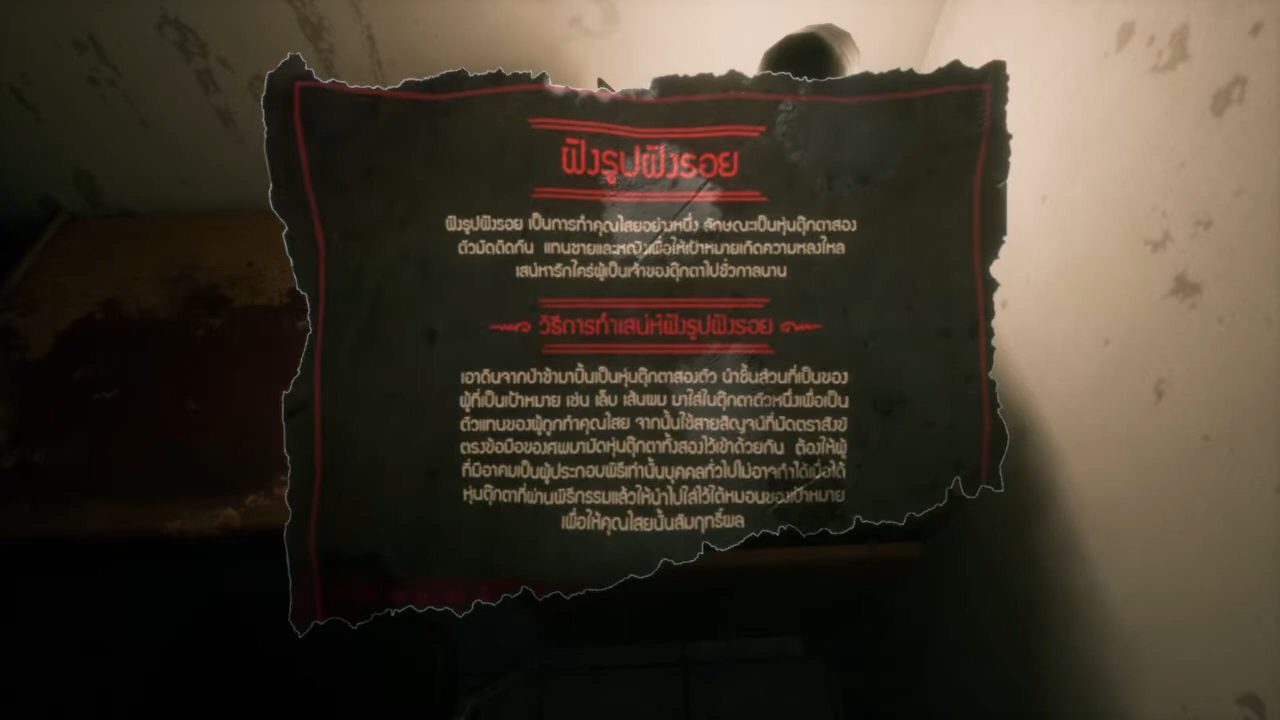 ฝังรูปฝังรอย
ฝังรูปฝังรอย เป็นการทำคุณไสยอย่างหนึ่ง ลักษณะเป็นหุ่นตุ๊กตาสอง
ตัวมัดติดกัน แทนชายและหญิงเพื่อให้เป้าหมายเกิดความหลงใหล
เสน่หารักใคร่ผู้เป็นเจ้าของตุ๊กตาไปชั่วกาลนาน
วิธีการทำเสน่ห์ฝังรูปฝังรอย
เอาดินจากป่าช้ามาปั้นเป็นหุ่นตุ๊กตาสองตัว นำชิ้นส่วนที่เป็นของ
ผู้ที่เป็นเป้าหมาย เช่น เล็บ เส้นผม มาใส่ในตุ๊กตาตัวหนึ่งเพื่อเป็น
ตัวแทนของผู้ถูกทำคุณไสย จากนั้นใช้สายสิญจน์ที่มัดตราสังข์
ตรงข้อมือของศพมามัดหุ่นตุ๊กตาทั้งสองไว้เข้าด้วยกัน ต้องให้ผู้
ที่มีอาคมเป็นผู้ประกอบพิธีเท่านั้นบุคคลทั่วไปไม่อาจทำได้เมื่อได้
หุ่นตุ๊กตาที่ผ่านพิธีกรรมแล้วให้นำไปใส่ไว้ใต้หมอนของเป้าหมาย
เพื่อให้คุณไสยนั้นสัมฤทธิ์ผล